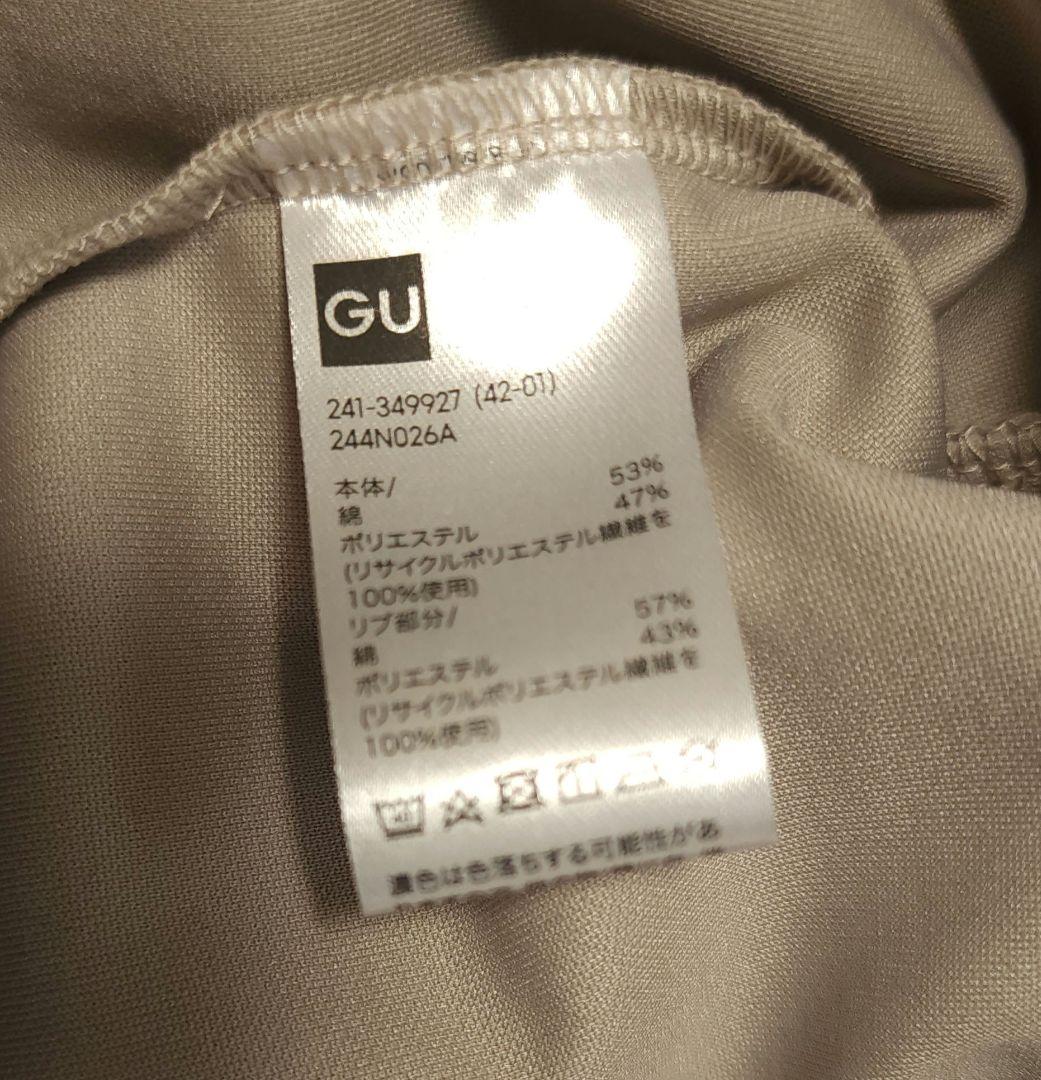 GU
241-349927 (42-01)
244N026A
本体/
綿 53%
ポリエステル 47%
(リサイクルポリエステル繊維を
100%使用)
リブ部分/
綿 57%
ポリエステル 43%
(リサイクルポリエステル繊維を
100%使用)
濃色は色落ちする可能性があ